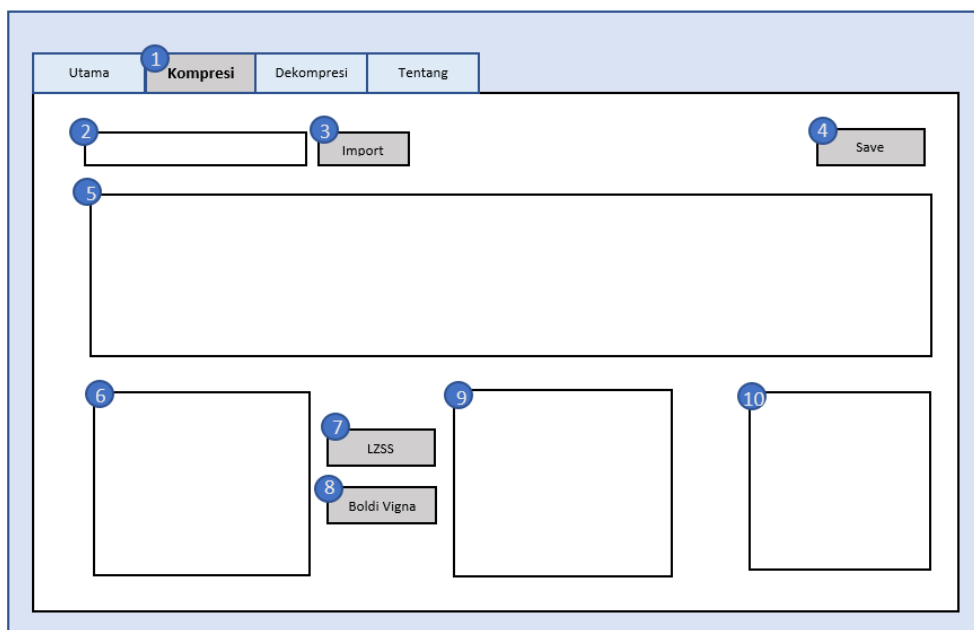 1
Utama Kompresi Dekompresi Tentang
2 3 4
Import Save
5
6 9 10
7
LZSS
8
Boldi Vigna